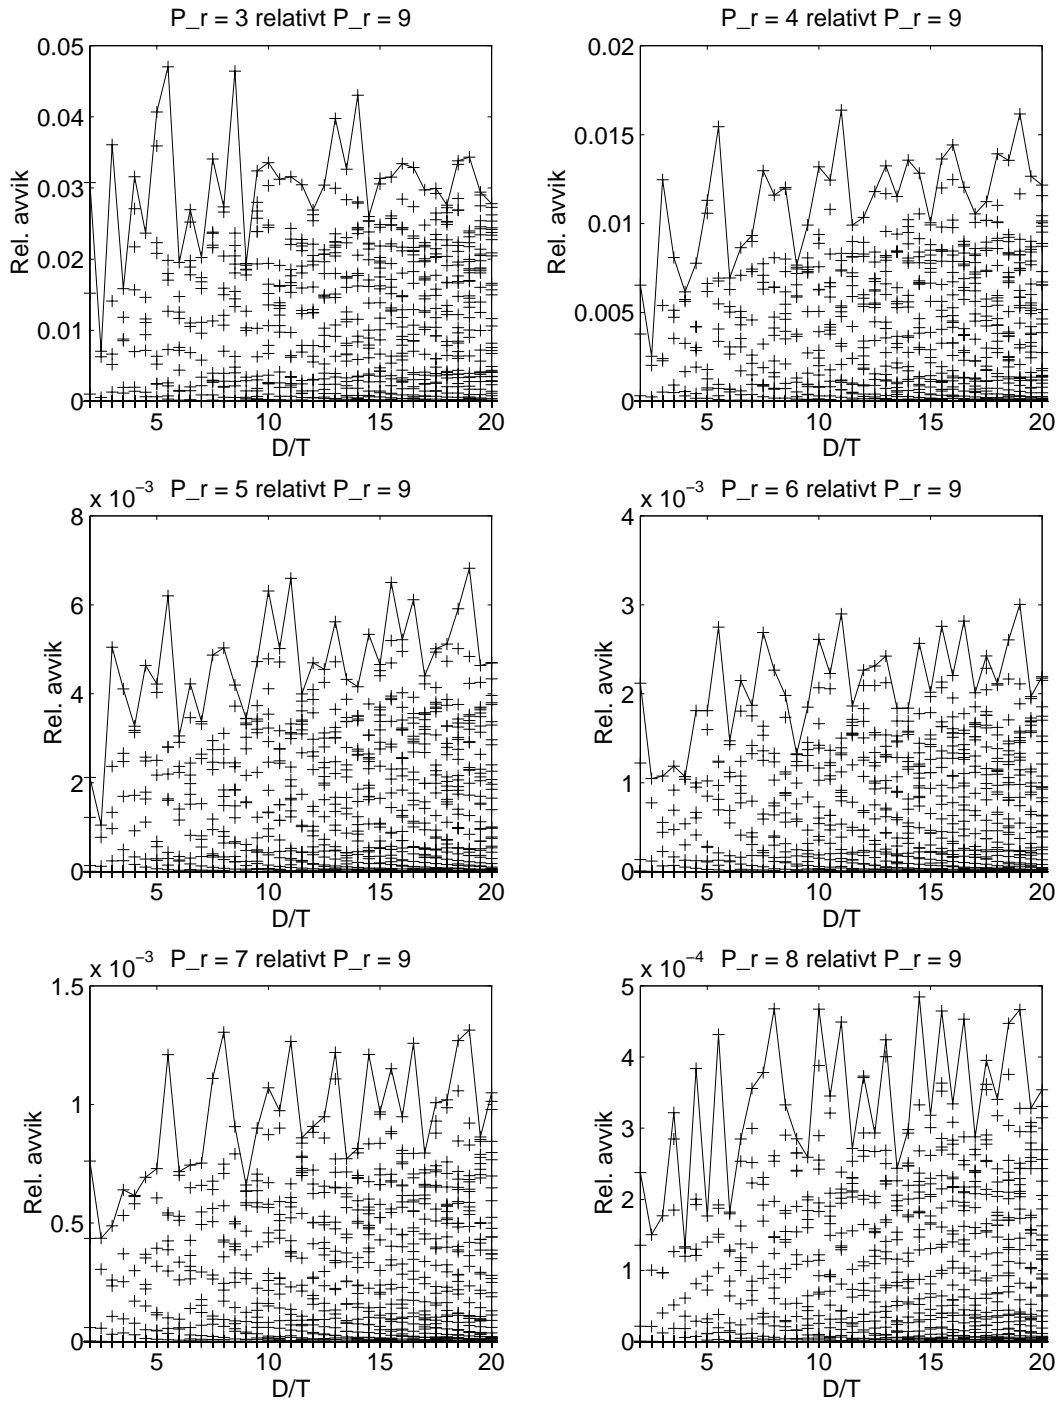 P_r = 3 relativt P_r = 9
0.05
0.04
0.03
0.02
0.01
0
Rel. avvik
5 10 15 20
D/T
P_r = 4 relativt P_r = 9
0.02
0.015
0.01
0.005
0
Rel. avvik
5 10 15 20
D/T
x 10⁻³ P_r = 5 relativt P_r = 9
8
6
4
2
0
Rel. avvik
5 10 15 20
D/T
x 10⁻³ P_r = 6 relativt P_r = 9
4
3
2
1
0
Rel. avvik
5 10 15 20
D/T
x 10⁻³ P_r = 7 relativt P_r = 9
1.5
1
0.5
0
Rel. avvik
5 10 15 20
D/T
x 10⁻⁴ P_r = 8 relativt P_r = 9
5
4
3
2
1
0
Rel. avvik
5 10 15 20
D/T